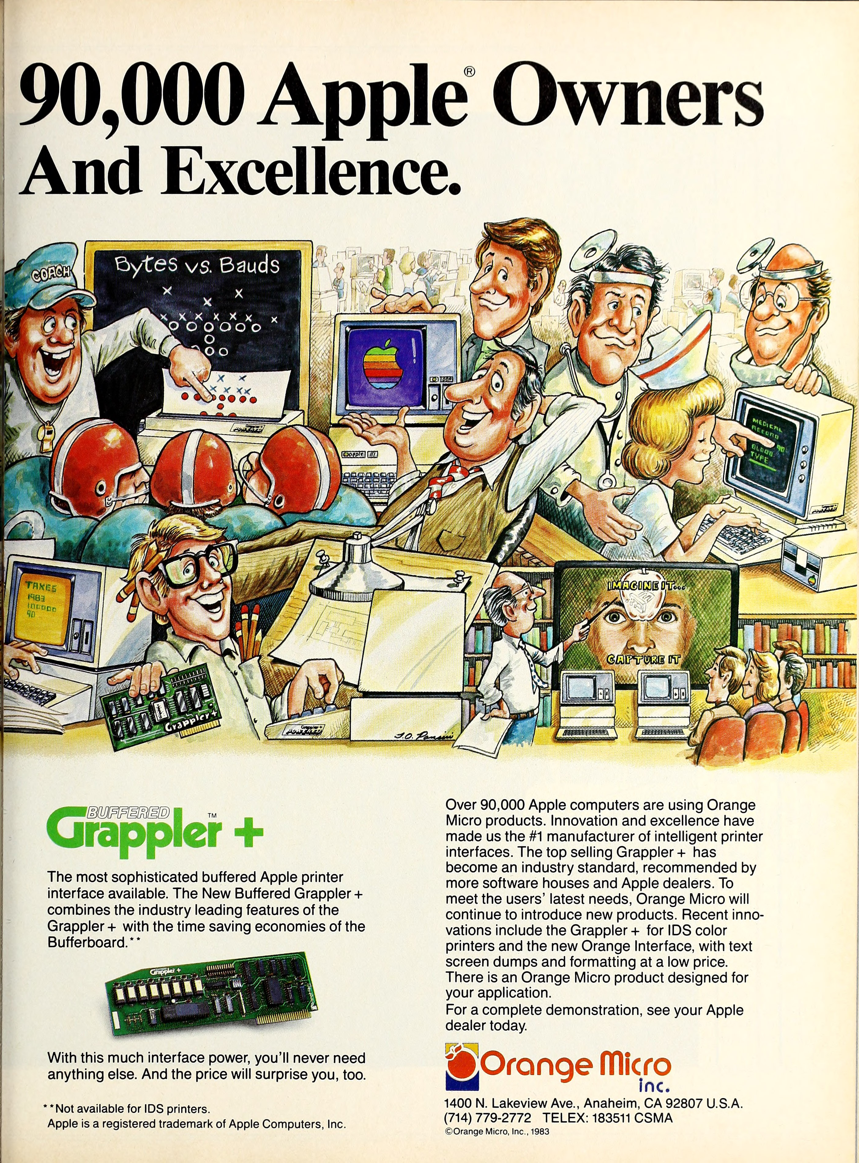 90,000 Apple® Owners
And Excellence.
COACH
Bytes vs. Bauds
MEDICAL
RECORD
BLOOD
TYPE
TAXES
1983
Grappler+
IMAGINE IT...
CAPTURE IT
BUFFERED
Grappler™ +
The most sophisticated buffered Apple printer
interface available. The New Buffered Grappler +
combines the industry leading features of the
Grappler + with the time saving economies of the
Bufferboard.**
Grappler +
With this much interface power, you'll never need
anything else. And the price will surprise you, too.
**Not available for IDS printers.
Apple is a registered trademark of Apple Computers, Inc.
Over 90,000 Apple computers are using Orange
Micro products. Innovation and excellence have
made us the #1 manufacturer of intelligent printer
interfaces. The top selling Grappler + has
become an industry standard, recommended by
more software houses and Apple dealers. To
meet the users' latest needs, Orange Micro will
continue to introduce new products. Recent inno-
vations include the Grappler + for IDS color
printers and the new Orange Interface, with text
screen dumps and formatting at a low price.
There is an Orange Micro product designed for
your application.
For a complete demonstration, see your Apple
dealer today.
Orange Micro
inc.
1400 N. Lakeview Ave., Anaheim, CA 92807 U.S.A.
(714) 779-2772 TELEX: 183511 CSMA
©Orange Micro, Inc., 1983